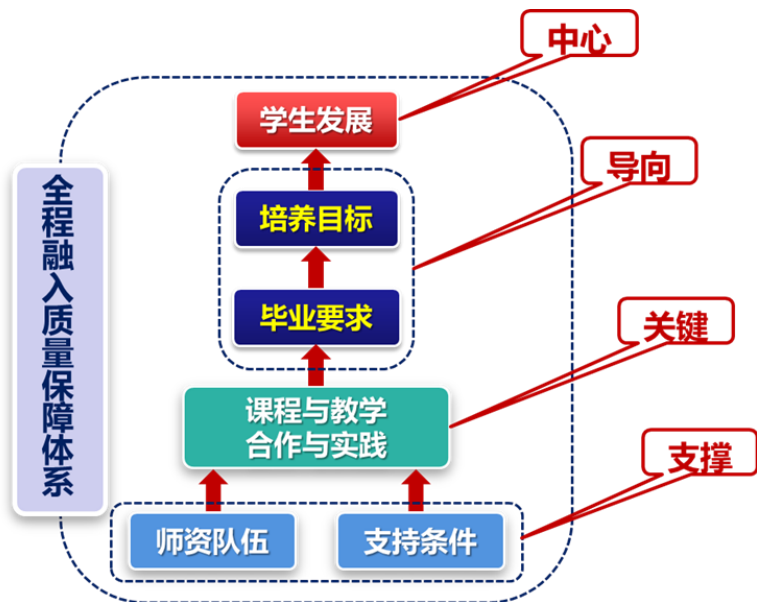 中心
学生发展
导向
全程融入质量保障体系
培养目标
毕业要求
关键
课程与教学
合作与实践
支撑
师资队伍
支持条件